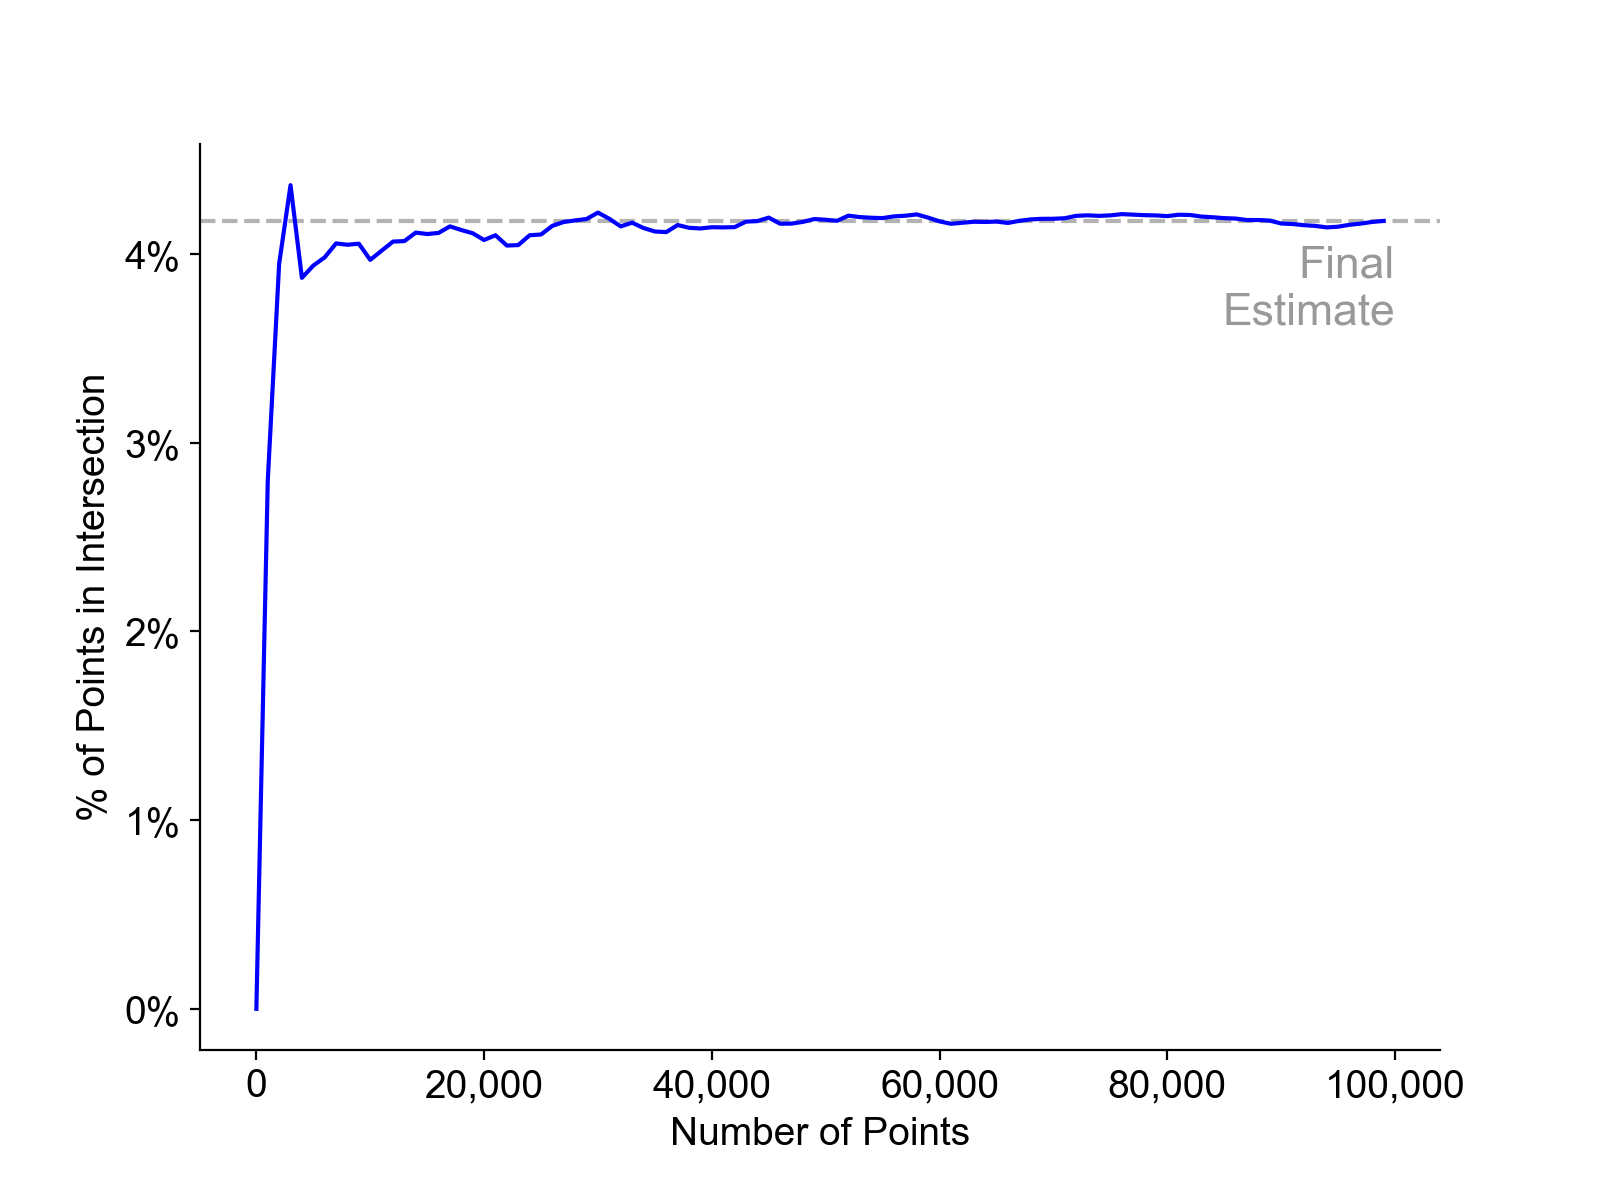 4%
3%
2%
1%
0%
% of Points in Intersection
Final
Estimate
0
20,000
40,000
60,000
80,000
100,000
Number of Points